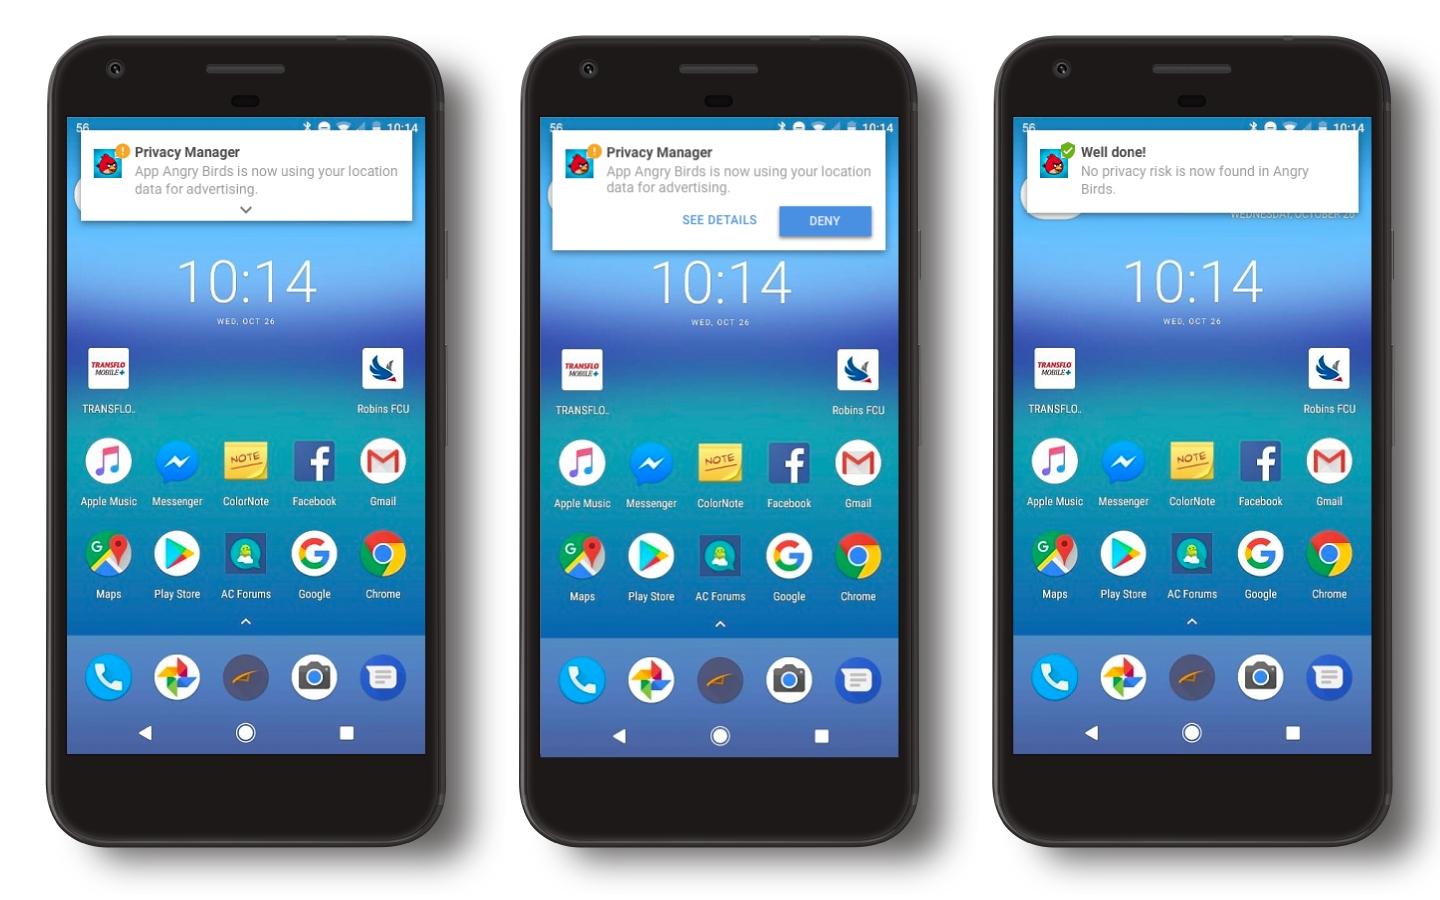 56
10:14
Privacy Manager
App Angry Birds is now using your location
data for advertising.
10:14
WED, OCT 26
TRANSFLO
MOBILE+
TRANSFLO..
Robins FCU
NOTE
Apple Music
Messenger
ColorNote
Facebook
Gmail
G
Maps
Play Store
AC Forums
Google
Chrome
56
10:14
Privacy Manager
App Angry Birds is now using your location
data for advertising.
SEE DETAILS
DENY
10:14
WED, OCT 26
TRANSFLO
MOBILE+
TRANSFLO..
Robins FCU
NOTE
Apple Music
Messenger
ColorNote
Facebook
Gmail
G
Maps
Play Store
AC Forums
Google
Chrome
56
10:14
Well done!
No privacy risk is now found in Angry
Birds.
WEDNESDAY, OCTOBER 26
10:14
WED, OCT 26
TRANSFLO
MOBILE+
TRANSFLO..
Robins FCU
NOTE
Apple Music
Messenger
ColorNote
Facebook
Gmail
G
Maps
Play Store
AC Forums
Google
Chrome